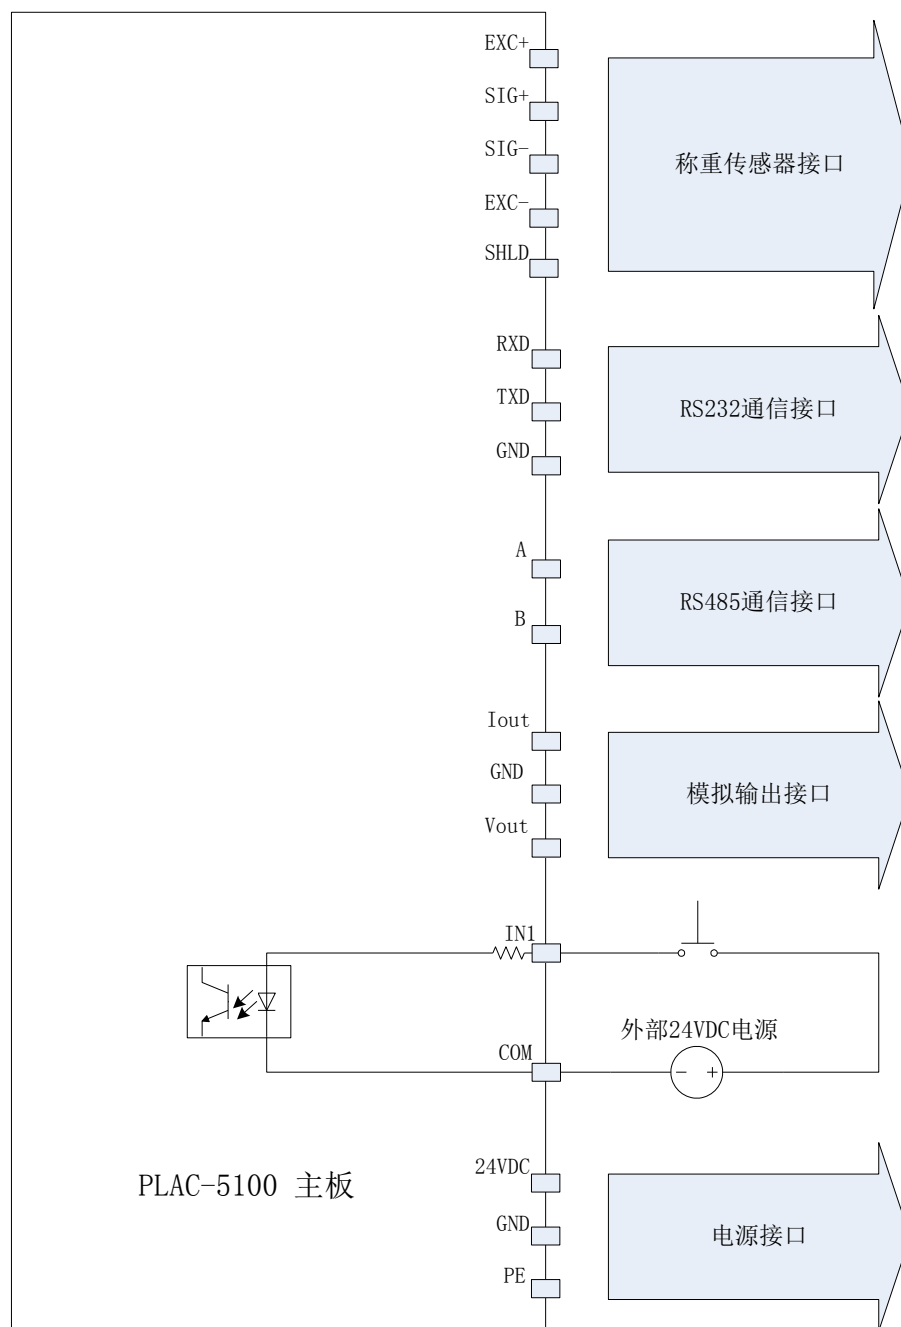 EXC+
SIG+
SIG-
EXC-
SHLD
称重传感器接口
RXD
TXD
GND
RS232通信接口
A
B
RS485通信接口
Iout
GND
Vout
模拟输出接口
IN1
COM
外部24VDC电源
- +
24VDC
GND
PE
电源接口
PLAC-5100 主板